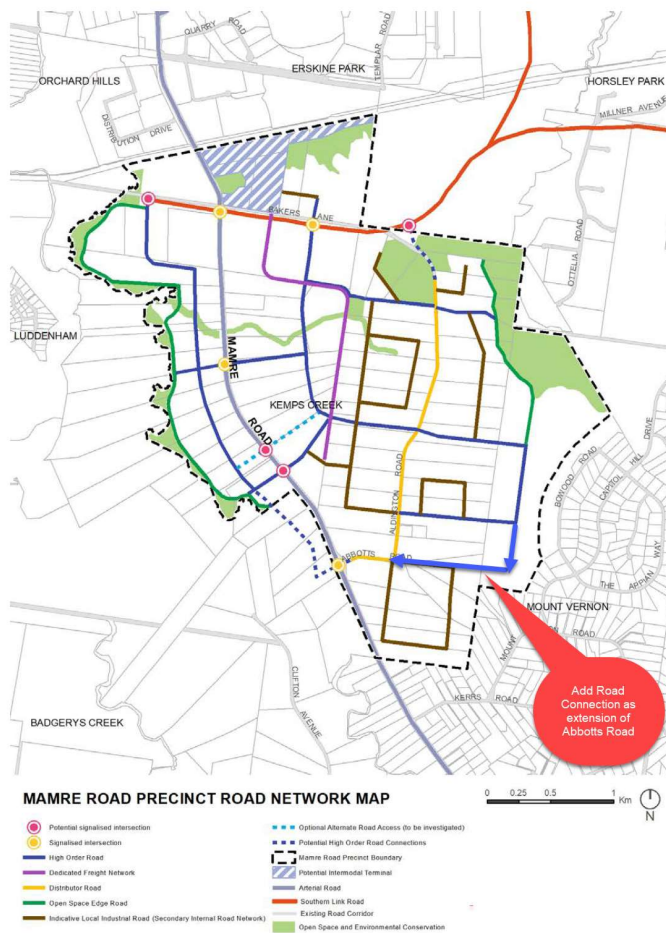 QUARRY ROAD
ERSKINE PARK
TEMPLAR ROAD
ORCHARD HILLS
HORSLEY PARK
MILLNER AVENUE
DISTRIBUTION DRIVE
BAKERS LANE
OTTELIA ROAD
LUDDENHAM
MAMRE ROAD
KEMPS CREEK
ALDINGTON ROAD
BOWOOD ROAD
CAPITOL HILL DRIVE
THE APPIAN WAY
ABBOTTS ROAD
MOUNT VERNON
MOUNT
ROAD
KERRS ROAD
CLIFTON AVENUE
BADGERYS CREEK
Add Road
Connection as
extension of
Abbotts Road
MAMRE ROAD PRECINCT ROAD NETWORK MAP
0 0.25 0.5 1 Km
N
Potential signalised intersection
Signalised intersection
High Order Road
Dedicated Freight Network
Distributor Road
Open Space Edge Road
Indicative Local Industrial Road (Secondary Internal Road Network)
Optional Alternate Road Access (to be investigated)
Potential High Order Road Connections
Mamre Road Precinct Boundary
Potential Intermodal Terminal
Arterial Road
Southern Link Road
Existing Road Corridor
Open Space and Environmental Conservation